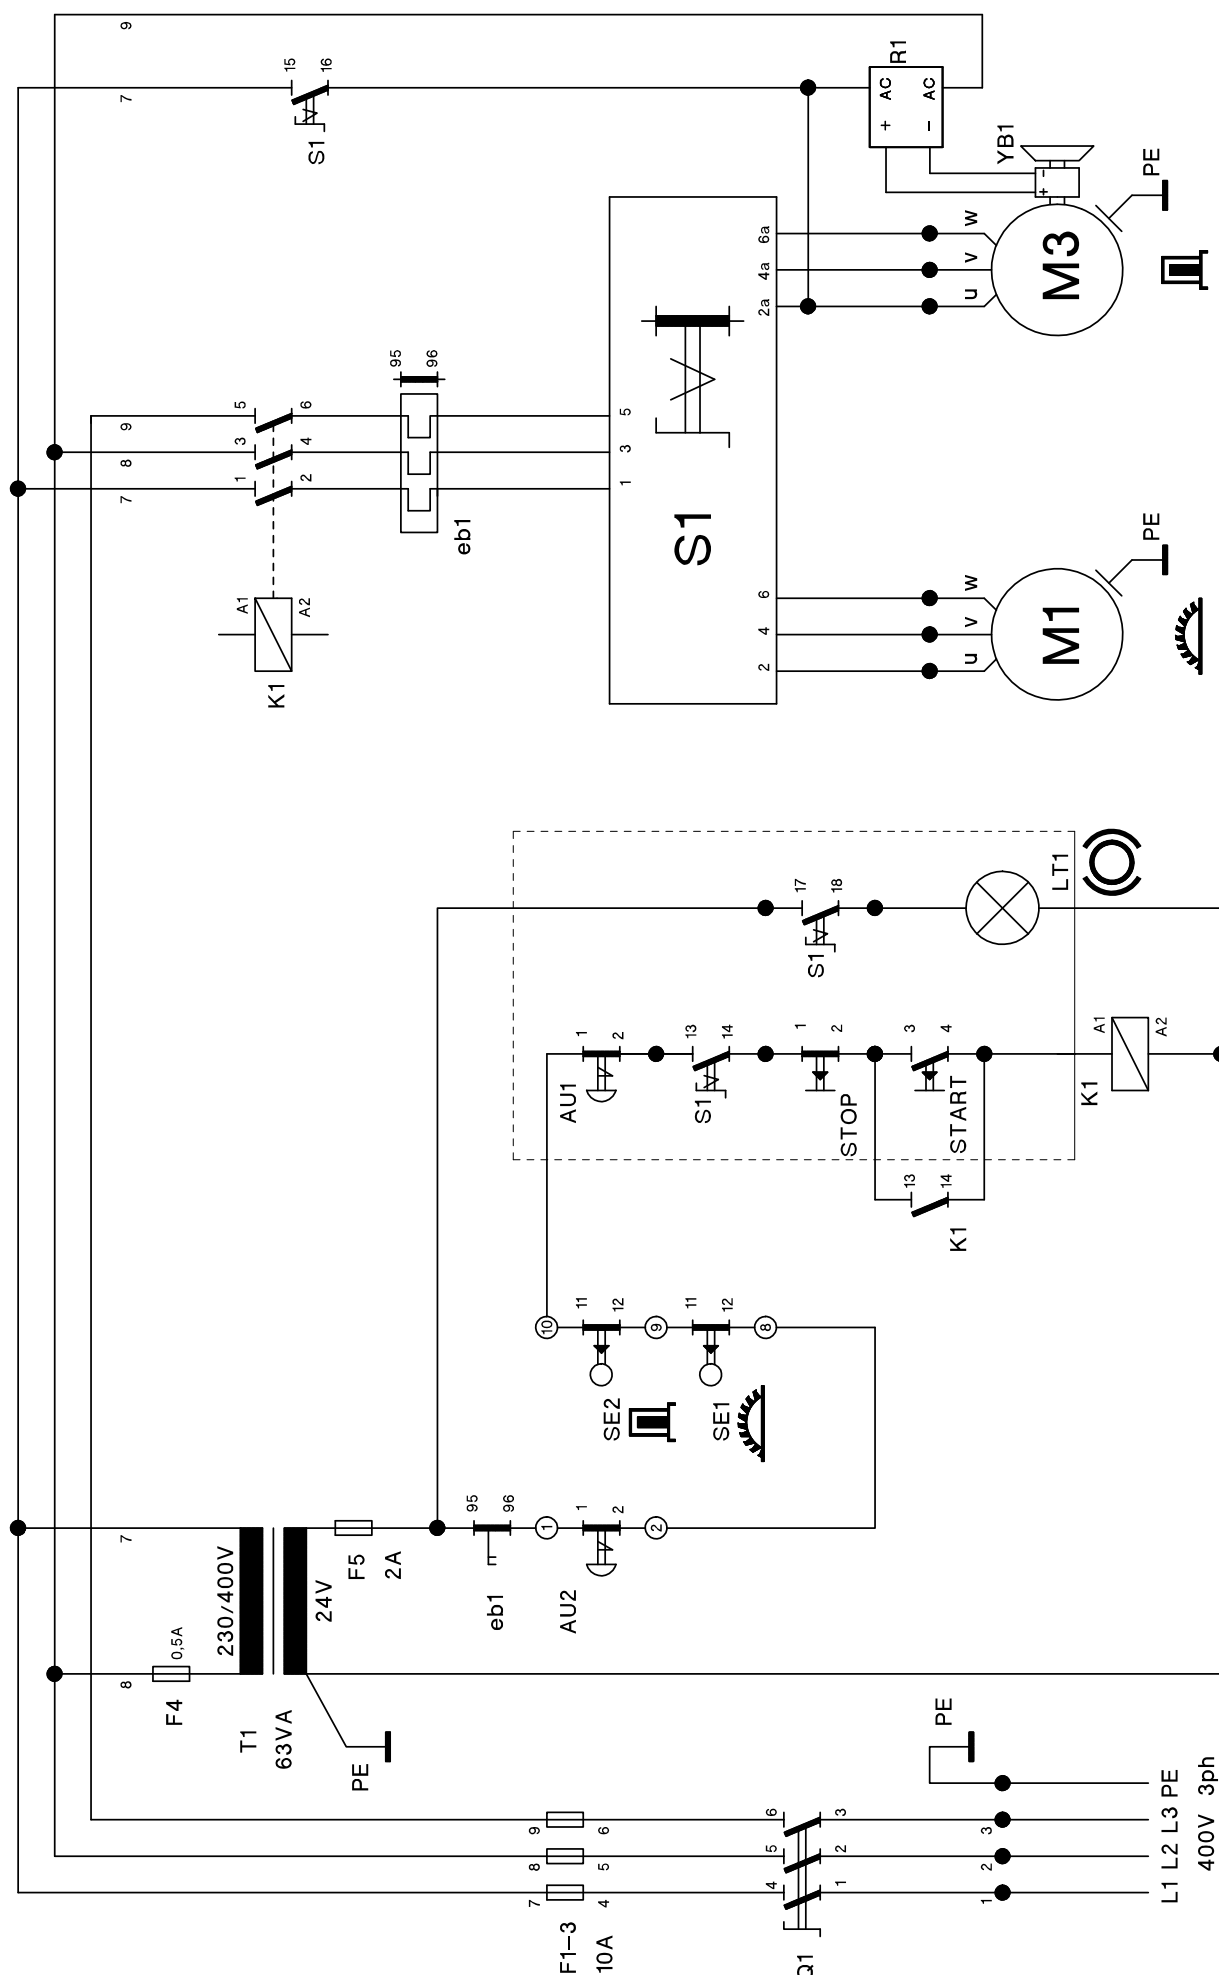 8
7
7
8
9
7
9
F4
0,5A
230/400V
T1
63VA
24V
PE
F5
2A
K1
A1
A2
1
3
5
2
4
6
S1
15
16
95
96
eb1
eb1
95
96
1
AU2
1
2
2
F1-3
10A
7
8
9
4
5
6
10
SE2
11
12
9
SE1
11
12
8
AU1
1
2
S1
13
14
STOP
1
2
START
3
4
K1
13
14
S1
17
18
LT1
K1
A1
A2
S1
1
3
5
2
4
6
2a
4a
6a
u
v
w
M1
PE
u
v
w
M3
PE
R1
AC
AC
+
-
YB1
+
-
Q1
4
5
6
1
2
3
1
2
3
PE
L1 L2 L3 PE
400V 3ph